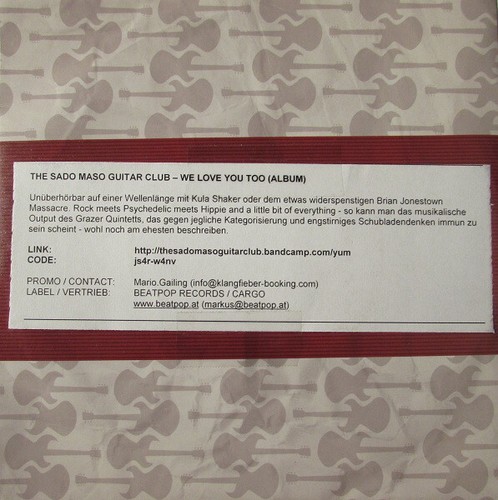 THE SADO MASO GUITAR CLUB – WE LOVE YOU TOO (ALBUM)
Unüberhörbar auf einer Wellenlänge mit Kula Shaker oder dem etwas widerspenstigen Brian Jonestown
Massacre. Rock meets Psychedelic meets Hippie and a little bit of everything - so kann man das musikalische
Output des Grazer Quintetts, das gegen jegliche Kategorisierung und engstirniges Schubladendenken immun zu
sein scheint - wohl noch am ehesten beschreiben.
LINK: http://thesadomasoguitarclub.bandcamp.com/yum
CODE: js4r-w4nv
PROMO / CONTACT: Mario.Gailing (info@klangfieber-booking.com)
LABEL / VERTRIEB: BEATPOP RECORDS / CARGO
www.beatpop.at (markus@beatpop.at)